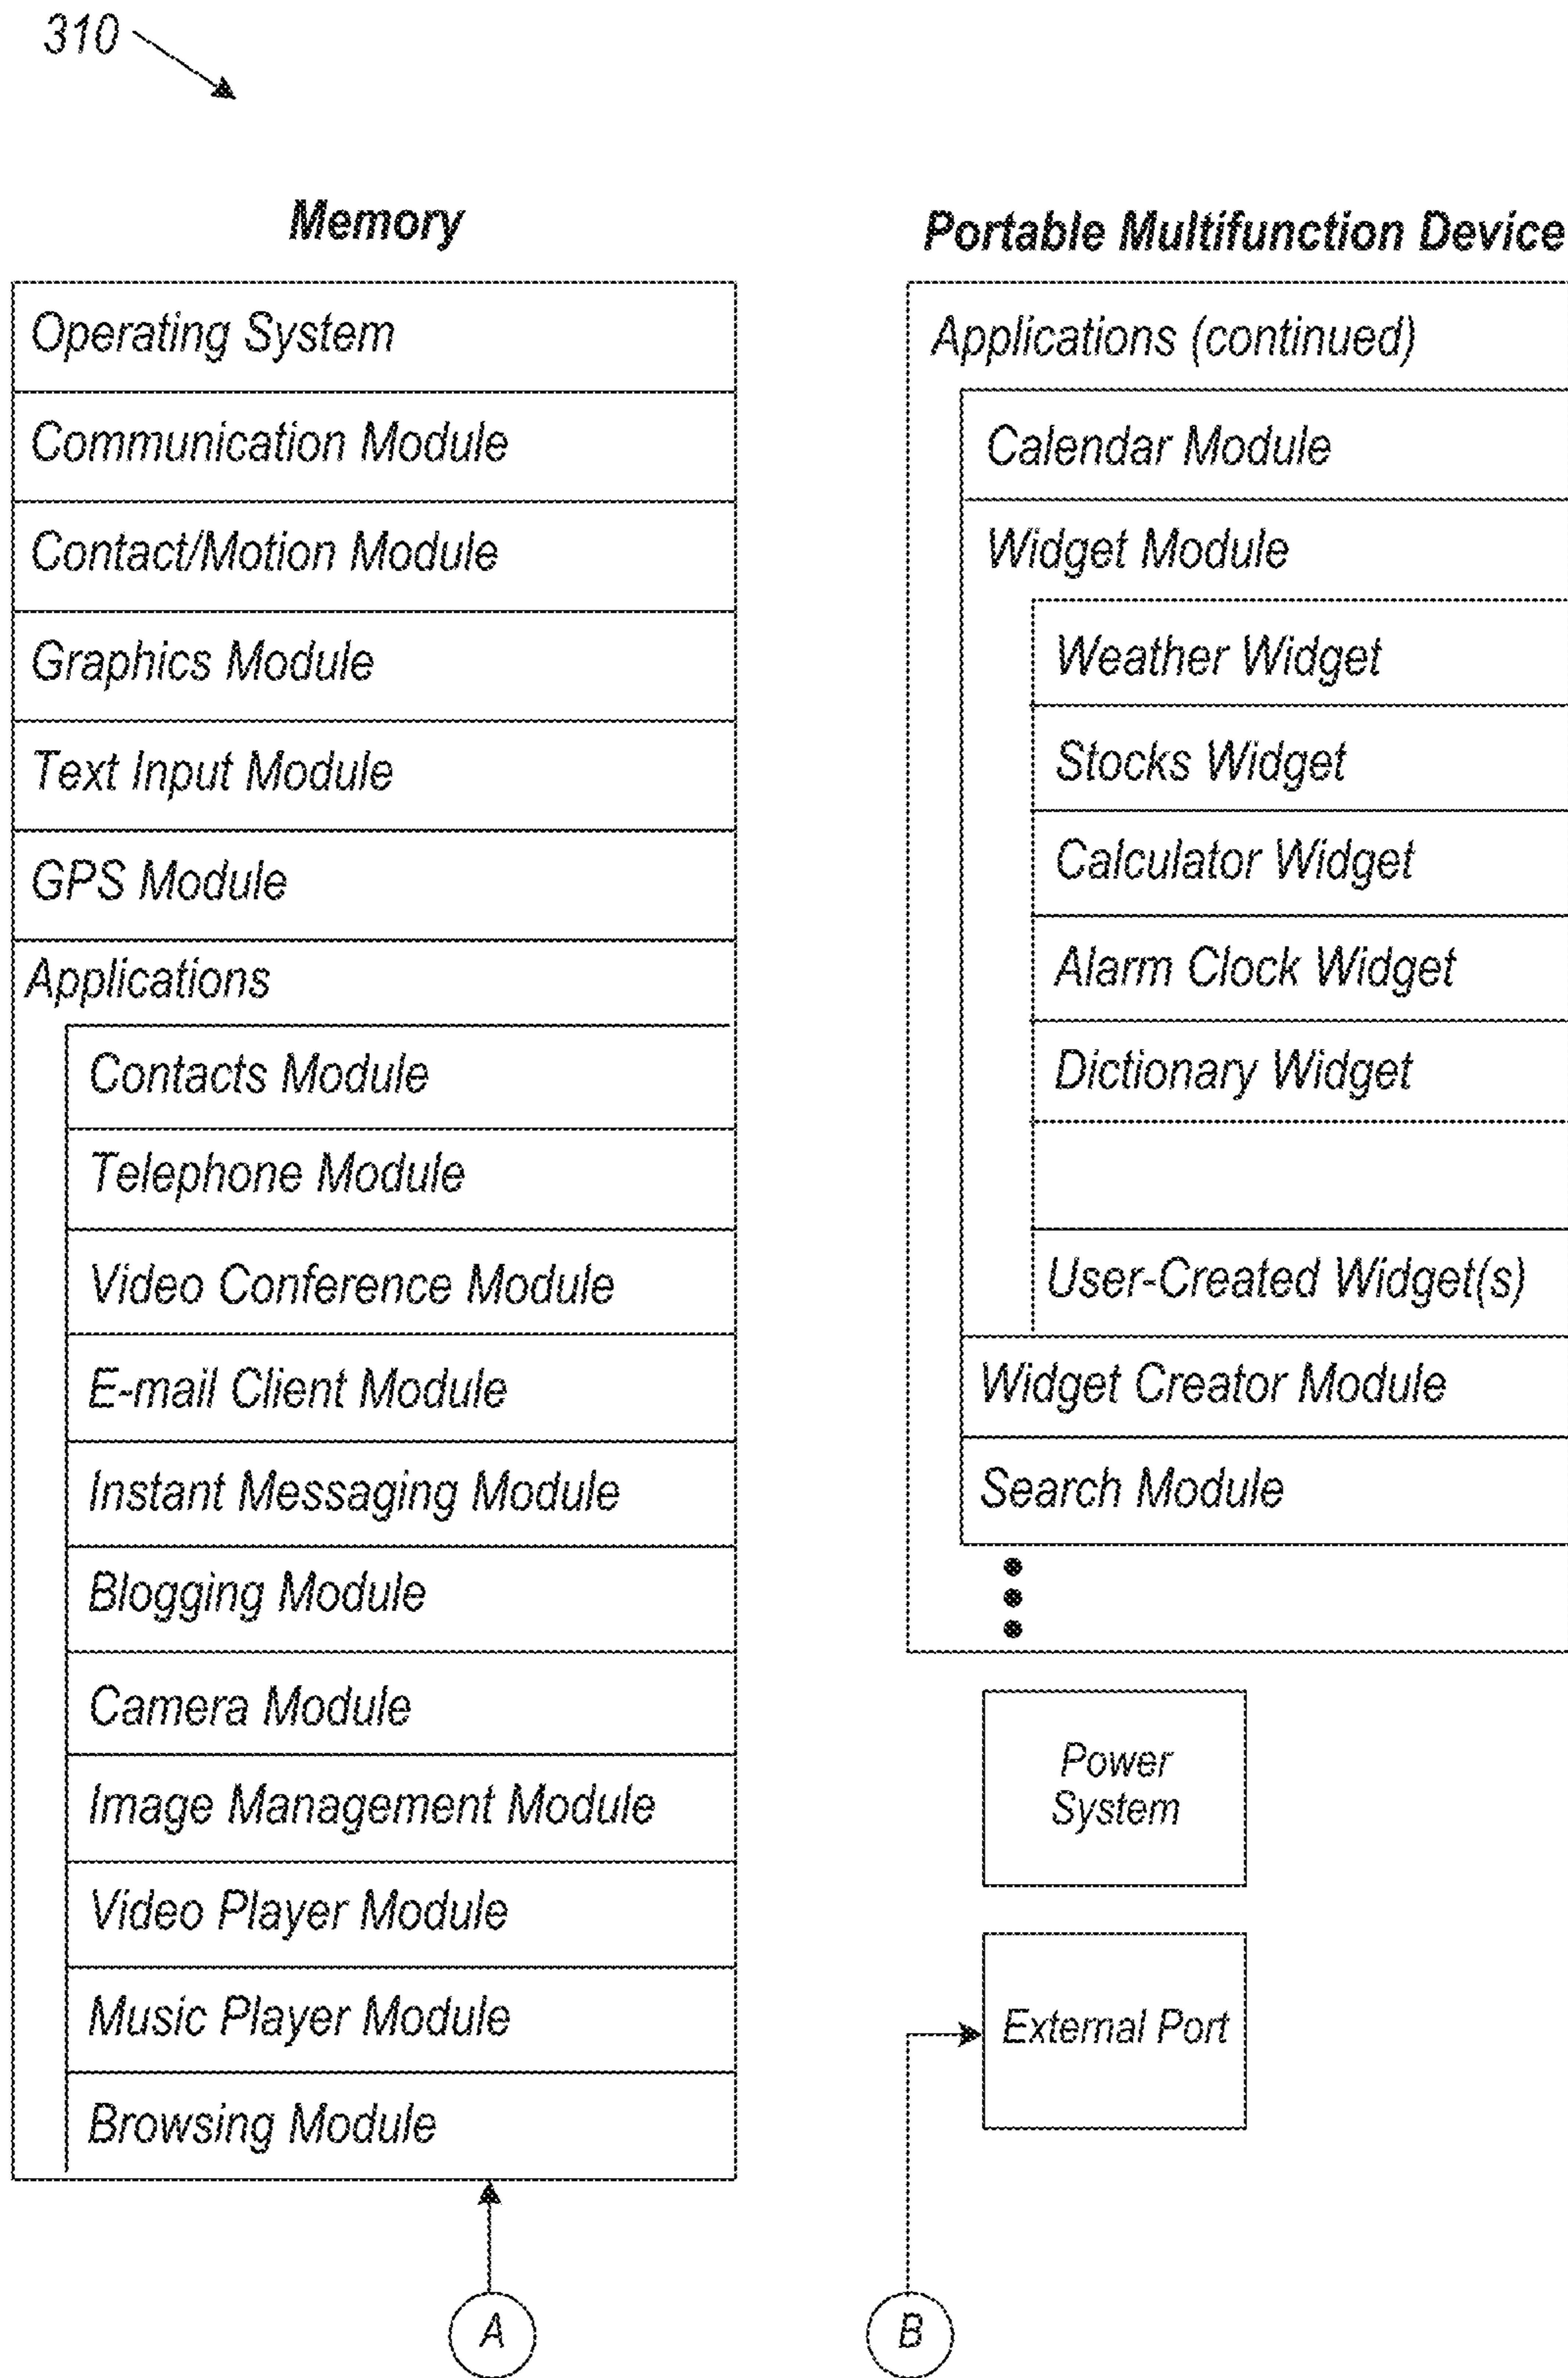 310
Memory
Operating System
Communication Module
Contact/Motion Module
Graphics Module
Text Input Module
GPS Module
Applications
Contacts Module
Telephone Module
Video Conference Module
E-mail Client Module
Instant Messaging Module
Blogging Module
Camera Module
Image Management Module
Video Player Module
Music Player Module
Browsing Module
A
Portable Multifunction Device
Applications (continued)
Calendar Module
Widget Module
Weather Widget
Stocks Widget
Calculator Widget
Alarm Clock Widget
Dictionary Widget
User-Created Widget(s)
Widget Creator Module
Search Module
Power
System
External Port
B